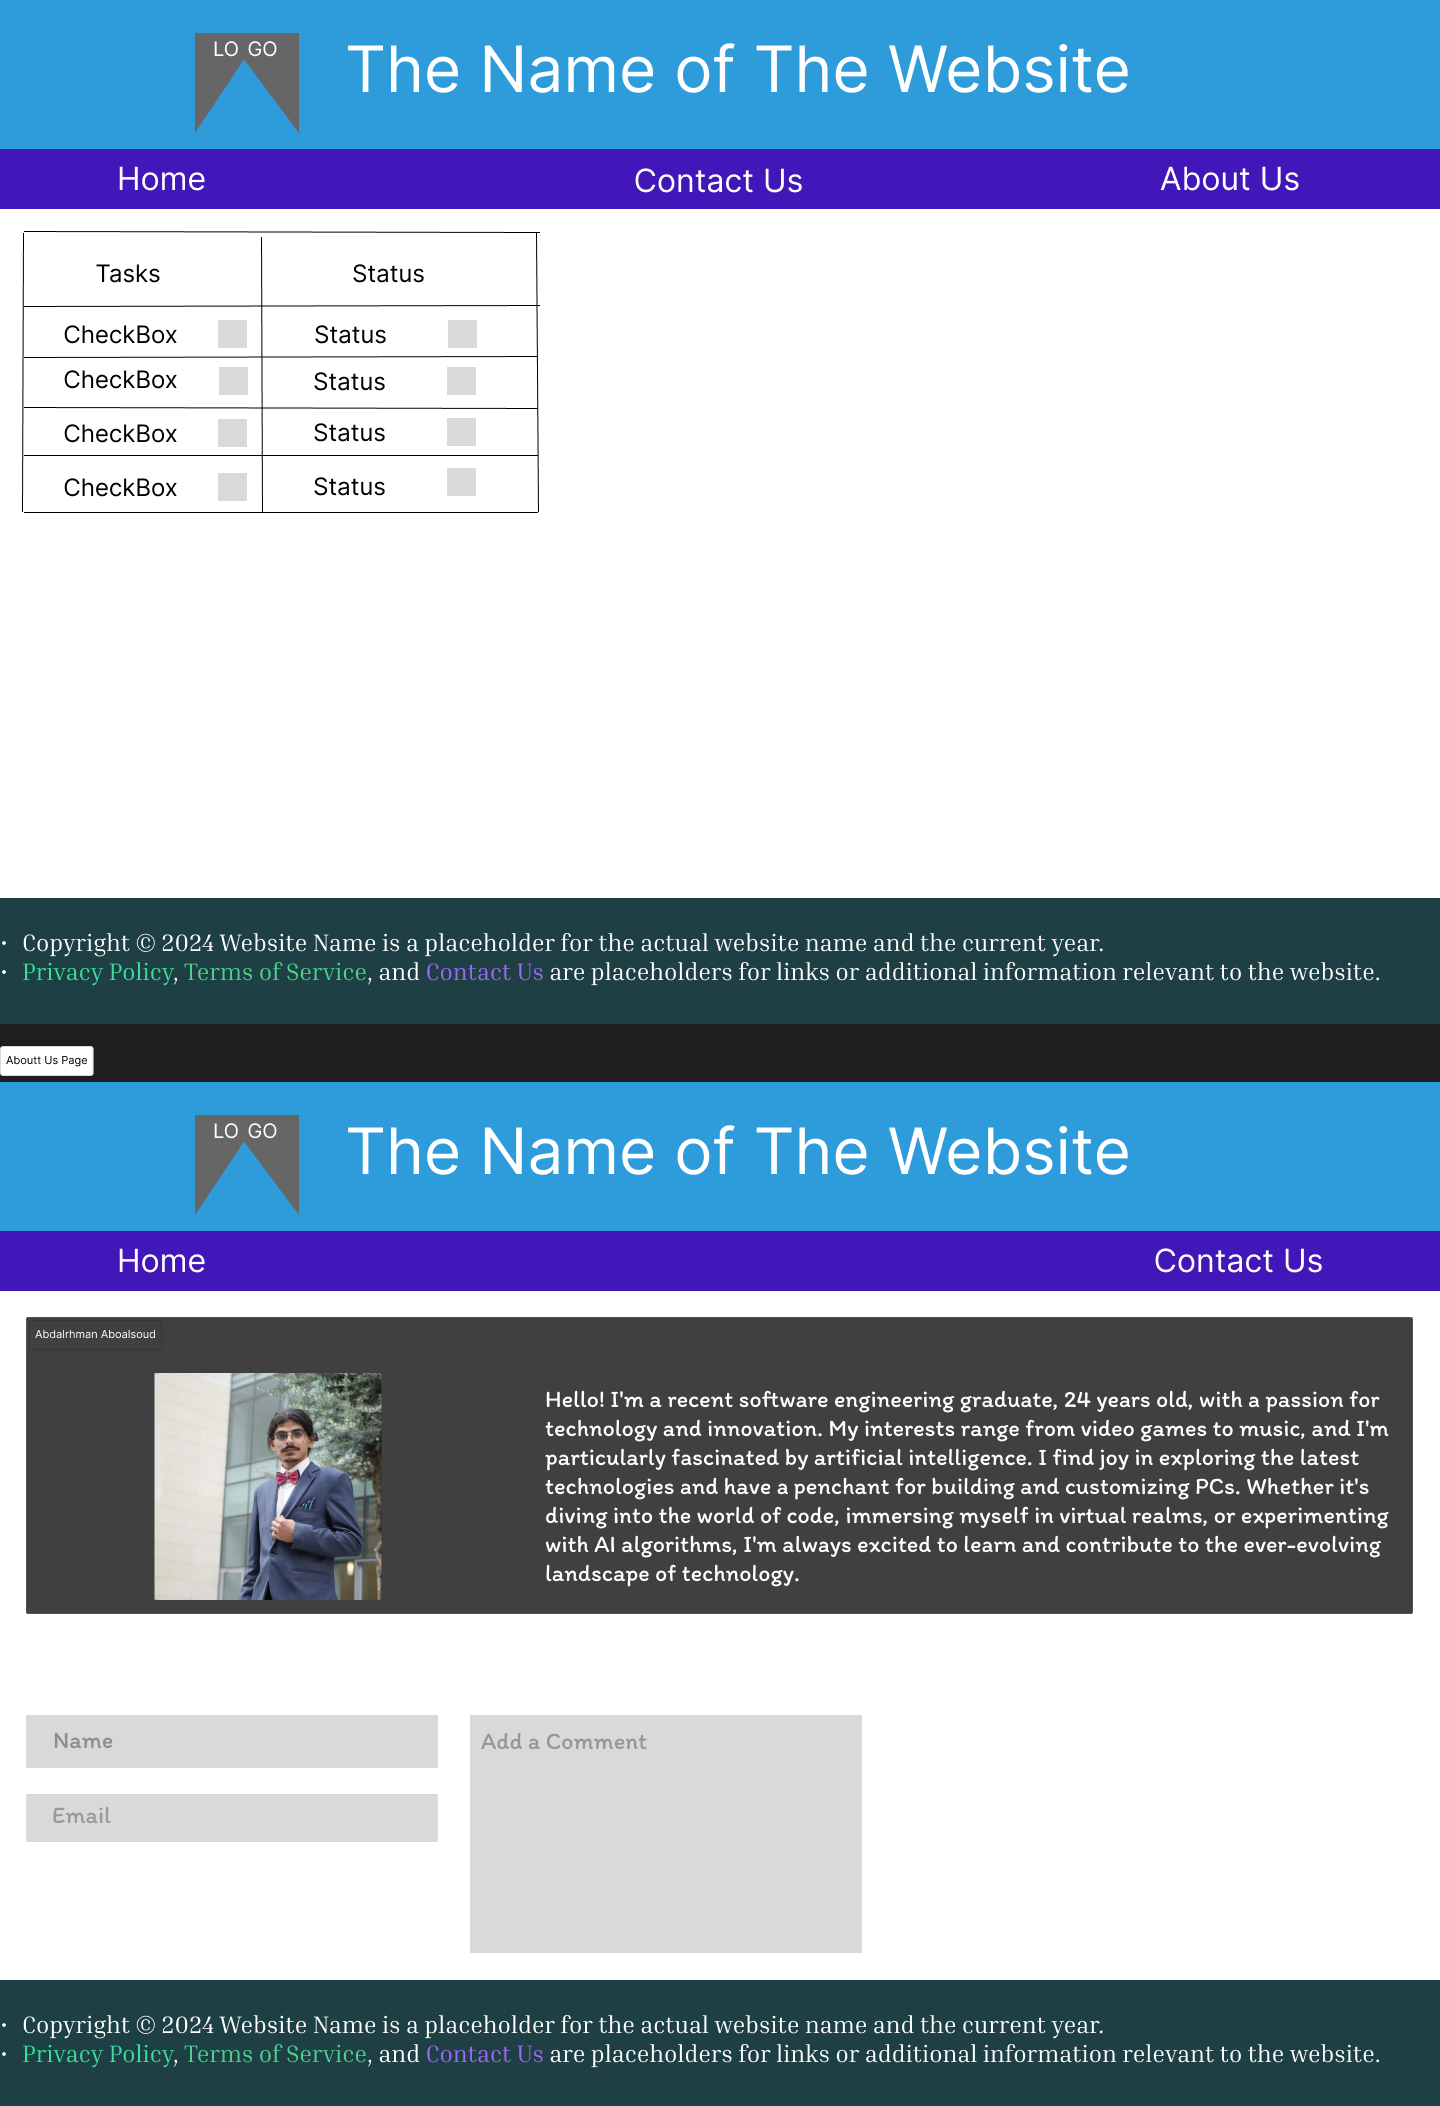 LO GO
The Name of The Website
Home Contact Us About Us
Tasks Status
CheckBox Status
CheckBox Status
CheckBox Status
CheckBox Status
• Copyright © 2024 Website Name is a placeholder for the actual website name and the current year.
• Privacy Policy, Terms of Service, and Contact Us are placeholders for links or additional information relevant to the website.
Aboutt Us Page
LO GO
The Name of The Website
Home Contact Us
Abdalrhman Aboalsoud
Hello! I'm a recent software engineering graduate, 24 years old, with a passion for
technology and innovation. My interests range from video games to music, and I'm
particularly fascinated by artificial intelligence. I find joy in exploring the latest
technologies and have a penchant for building and customizing PCs. Whether it's
diving into the world of code, immersing myself in virtual realms, or experimenting
with AI algorithms, I'm always excited to learn and contribute to the ever-evolving
landscape of technology.
Name
Email
Add a Comment
• Copyright © 2024 Website Name is a placeholder for the actual website name and the current year.
• Privacy Policy, Terms of Service, and Contact Us are placeholders for links or additional information relevant to the website.